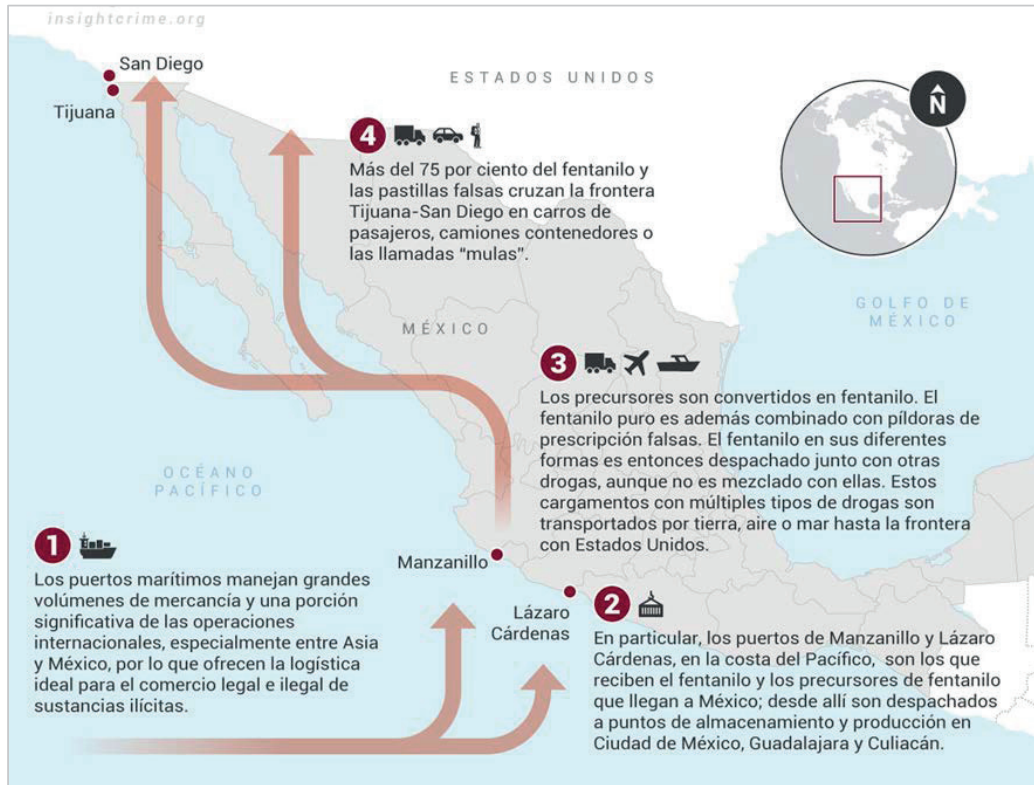 insightcrime.org
San Diego
Tijuana
ESTADOS UNIDOS
N
4
Más del 75 por ciento del fentanilo y
las pastillas falsas cruzan la frontera
Tijuana-San Diego en carros de
pasajeros, camiones contenedores o
las llamadas “mulas”.
GOLFO DE
MÉXICO
MÉXICO
3
Los precursores son convertidos en fentanilo. El
fentanilo puro es además combinado con píldoras de
prescripción falsas. El fentanilo en sus diferentes
formas es entonces despachado junto con otras
drogas, aunque no es mezclado con ellas. Estos
cargamentos con múltiples tipos de drogas son
transportados por tierra, aire o mar hasta la frontera
con Estados Unidos.
OCÉANO
PACÍFICO
1
Los puertos marítimos manejan grandes
volúmenes de mercancía y una porción
significativa de las operaciones
internacionales, especialmente entre Asia
y México, por lo que ofrecen la logística
ideal para el comercio legal e ilegal de
sustancias ilícitas.
Manzanillo
Lázaro
Cárdenas
2
En particular, los puertos de Manzanillo y Lázaro
Cárdenas, en la costa del Pacífico, son los que
reciben el fentanilo y los precursores de fentanilo
que llegan a México; desde allí son despachados
a puntos de almacenamiento y producción en
Ciudad de México, Guadalajara y Culiacán.